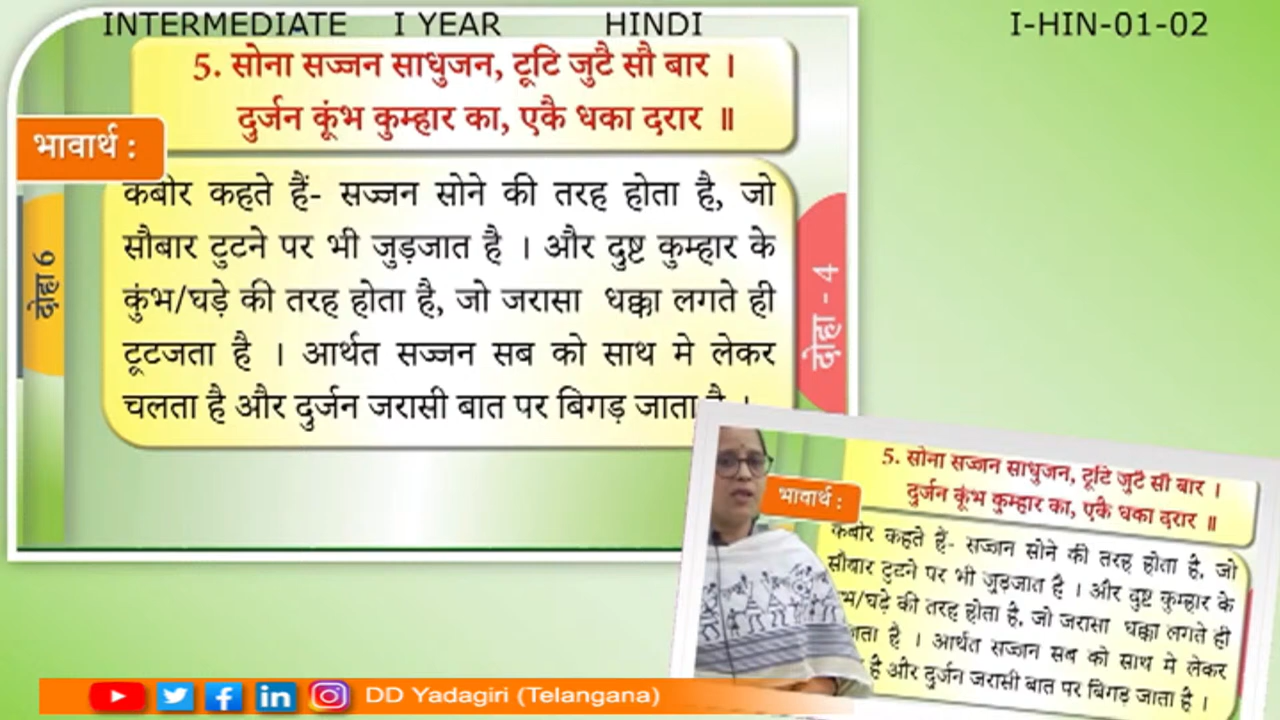 INTERMEDIATE I YEAR HINDI I-HIN-01-02
5. सोना सज्जन साधुजन, टूटि जुटै सौ बार ।
दुर्जन कूंभ कुम्हार का, एकै धका दरार ॥
भावार्थ :
कबीर कहते हैं- सज्जन सोने की तरह होता है, जो
सौबार टुटने पर भी जुड़जात है । और दुष्ट कुम्हार के
कुंभ/घड़े की तरह होता है, जो जरासा धक्का लगते ही
टूटजता है । आर्थत सज्जन सब को साथ मे लेकर
चलता है और दुर्जन जरासी बात पर बिगड़ जाता है ।
दोहा 6
दोहा - 4
5. सोना सज्जन साधुजन, टूटि जुटै सौ बार ।
दुर्जन कूंभ कुम्हार का, एकै धका दरार ॥
भावार्थ :
कबीर कहते हैं- सज्जन सोने की तरह होता है, जो
सौबार टुटने पर भी जुड़जात है । और दुष्ट कुम्हार के
भ/घड़े की तरह होता है, जो जरासा धक्का लगते ही
जता है । आर्थत सज्जन सब को साथ मे लेकर
है और दुर्जन जरासी बात पर बिगड़ जाता है ।
DD Yadagiri (Telangana)